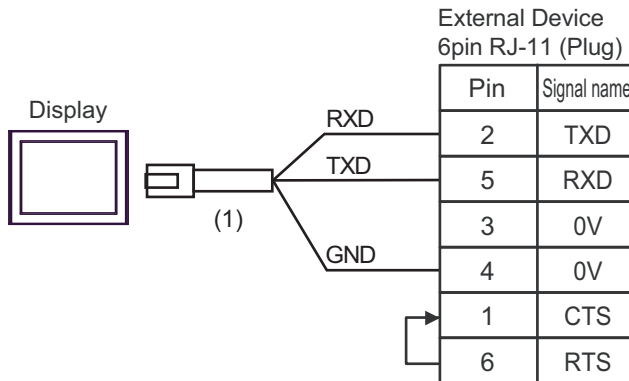 External Device
6pin RJ-11 (Plug)
Pin Signal name
Display
RXD
2 TXD
TXD
5 RXD
(1)
3 0V
GND
4 0V
1 CTS
6 RTS